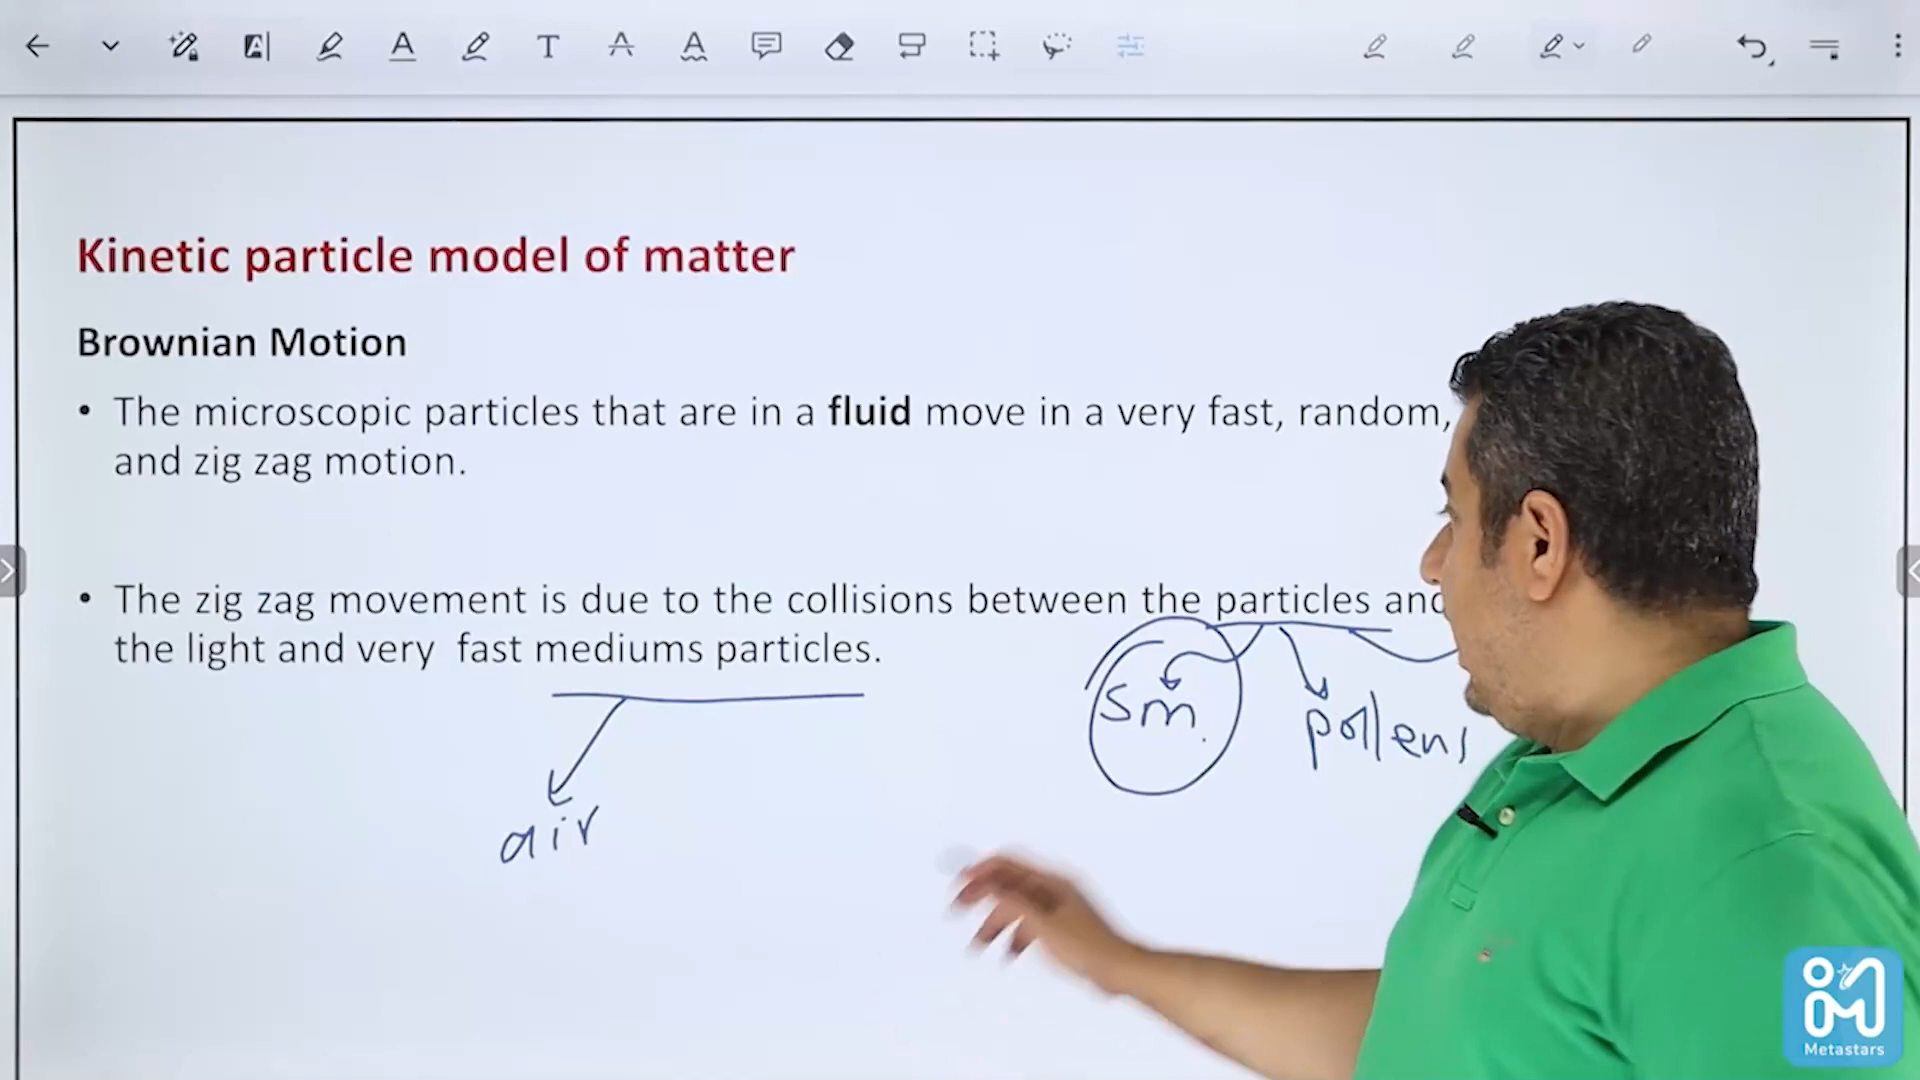 Kinetic particle model of matter
Brownian Motion
• The microscopic particles that are in a fluid move in a very fast, random,
and zig zag motion.
• The zig zag movement is due to the collisions between the particles and
the light and very fast mediums particles.
sm.
pollens
air
Metastars